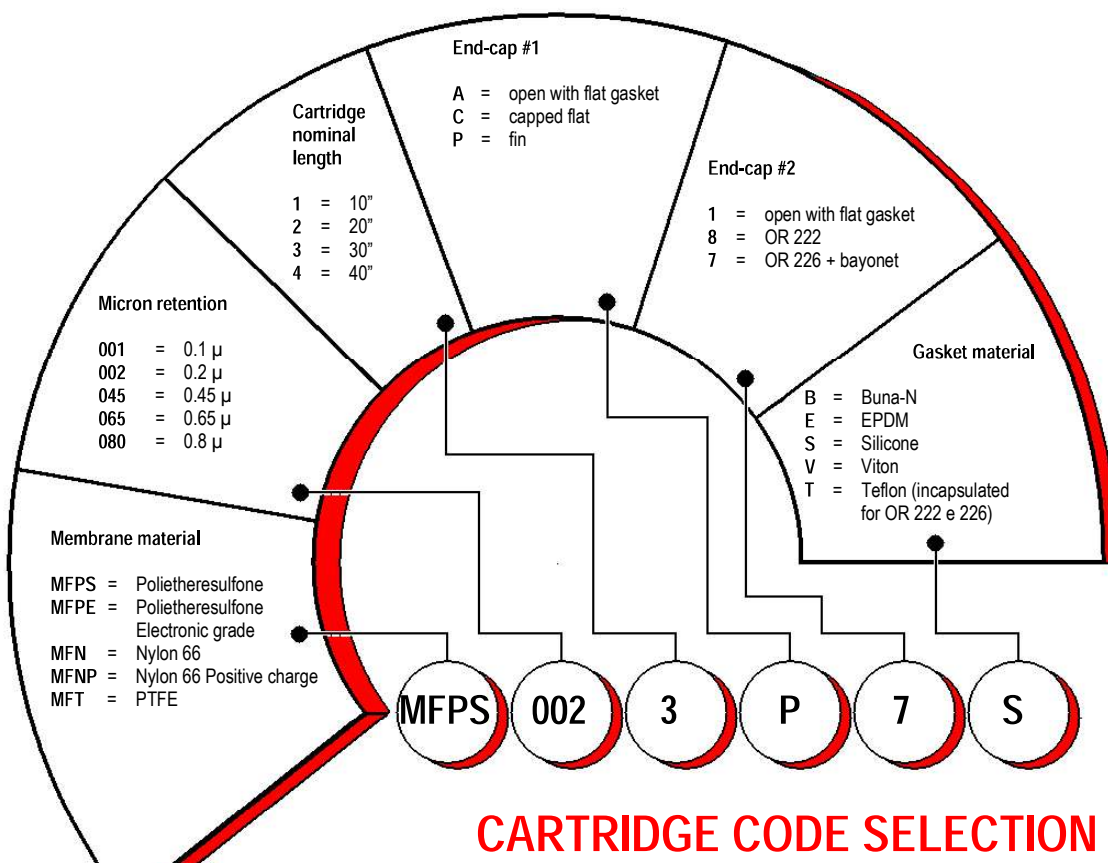 End-cap #1
A = open with flat gasket
C = capped flat
P = fin
Cartridge
nominal
length
1 = 10”
2 = 20”
3 = 30”
4 = 40”
End-cap #2
1 = open with flat gasket
8 = OR 222
7 = OR 226 + bayonet
Micron retention
001 = 0.1 µ
002 = 0.2 µ
045 = 0.45 µ
065 = 0.65 µ
080 = 0.8 µ
Gasket material
B = Buna-N
E = EPDM
S = Silicone
V = Viton
T = Teflon (incapsulated
for OR 222 e 226)
Membrane material
MFPS = Polietheresulfone
MFPE = Polietheresulfone
Electronic grade
MFN = Nylon 66
MFNP = Nylon 66 Positive charge
MFT = PTFE
MFPS 002 3 P 7 S
CARTRIDGE CODE SELECTION